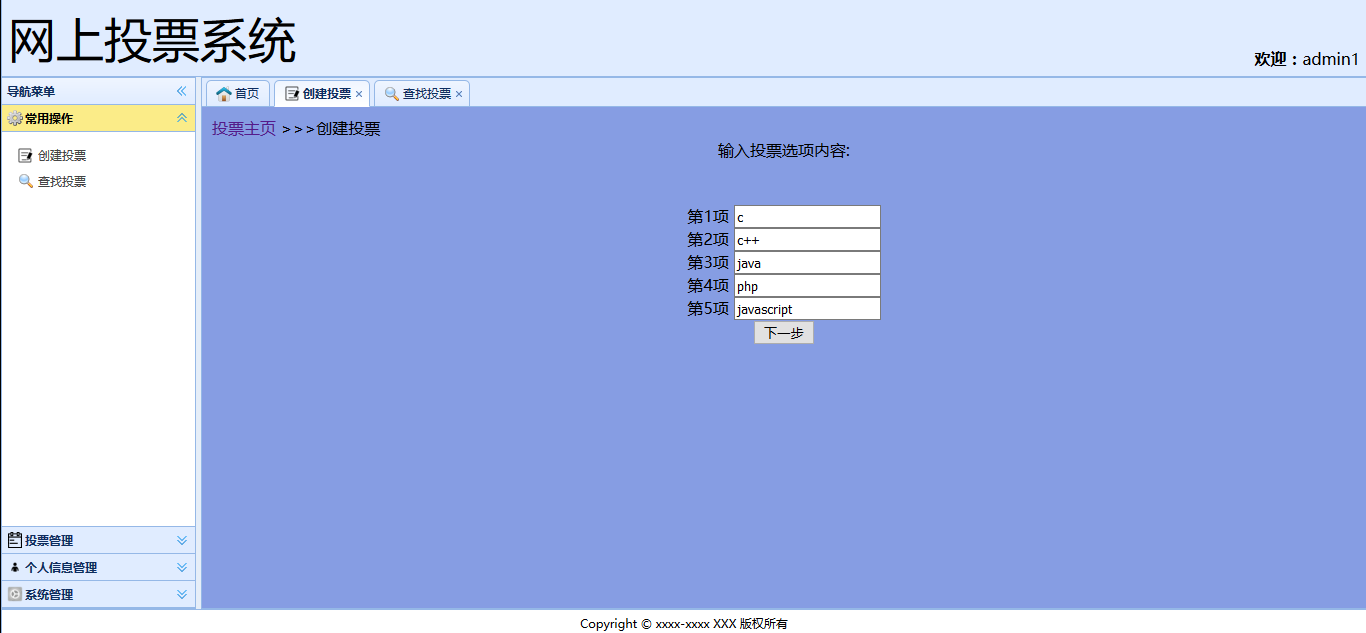 网上投票系统
欢迎：admin1
导航菜单
常用操作
创建投票
查找投票
投票管理
个人信息管理
系统管理
首页 创建投票 查找投票
投票主页 >>>创建投票
输入投票选项内容:
第1项 c
第2项 c++
第3项 java
第4项 php
第5项 javascript
下一步
Copyright © xxxx-xxxx XXX 版权所有